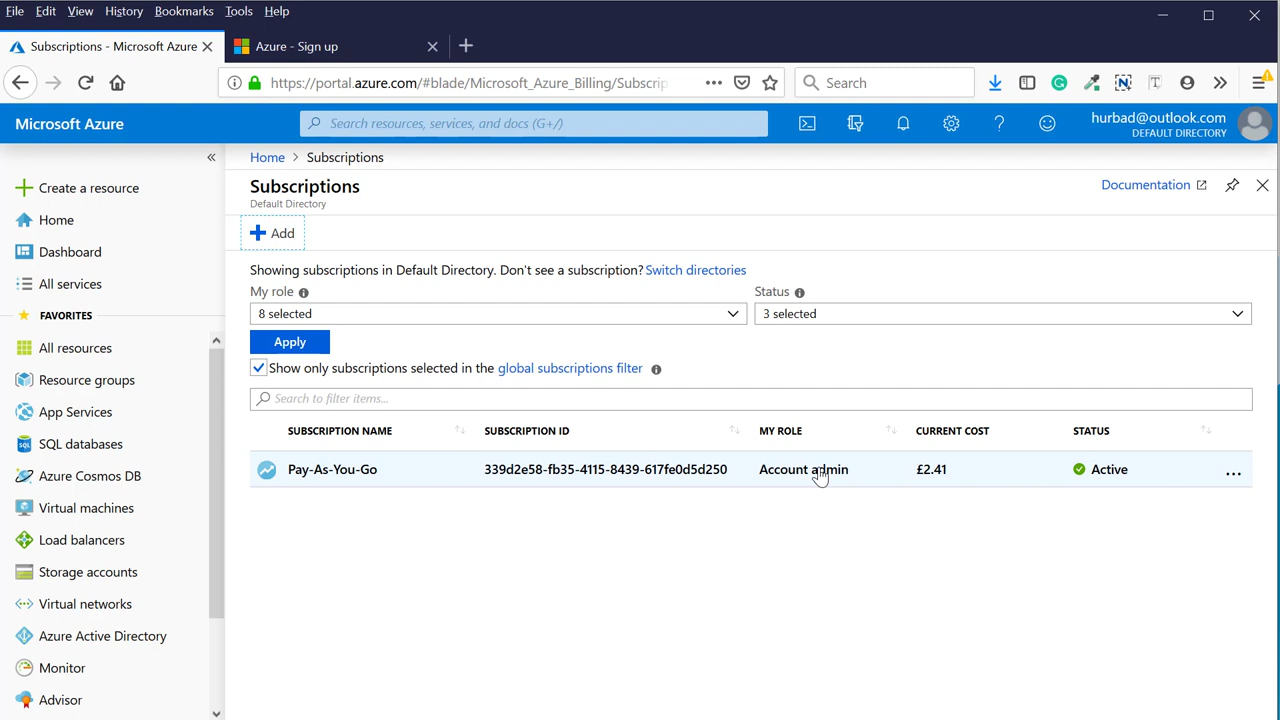 File Edit View History Bookmarks Tools Help
Subscriptions - Microsoft Azure
Azure - Sign up
https://portal.azure.com/#blade/Microsoft_Azure_Billing/Subscrip
Search
Microsoft Azure
Search resources, services, and docs (G+/)
hurbad@outlook.com
DEFAULT DIRECTORY
Create a resource
Home
Dashboard
All services
FAVORITES
All resources
Resource groups
App Services
SQL databases
Azure Cosmos DB
Virtual machines
Load balancers
Storage accounts
Virtual networks
Azure Active Directory
Monitor
Advisor
Home > Subscriptions
Subscriptions
Default Directory
Documentation
Add
Showing subscriptions in Default Directory. Don't see a subscription? Switch directories
My role
Status
8 selected
3 selected
Apply
Show only subscriptions selected in the global subscriptions filter
Search to filter items...
SUBSCRIPTION NAME SUBSCRIPTION ID MY ROLE CURRENT COST STATUS
Pay-As-You-Go 339d2e58-fb35-4115-8439-617fe0d5d250 Account admin £2.41 Active